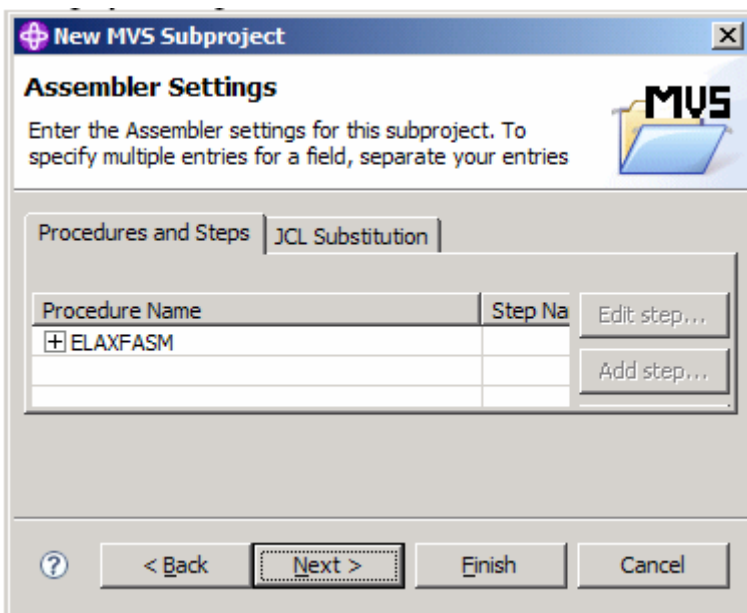 New MVS Subproject
Assembler Settings
MVS
Enter the Assembler settings for this subproject. To
specify multiple entries for a field, separate your entries
Procedures and Steps
JCL Substitution
Procedure Name
Step Na
Edit step...
ELAXFASM
Add step...
?
< Back
Next >
Finish
Cancel